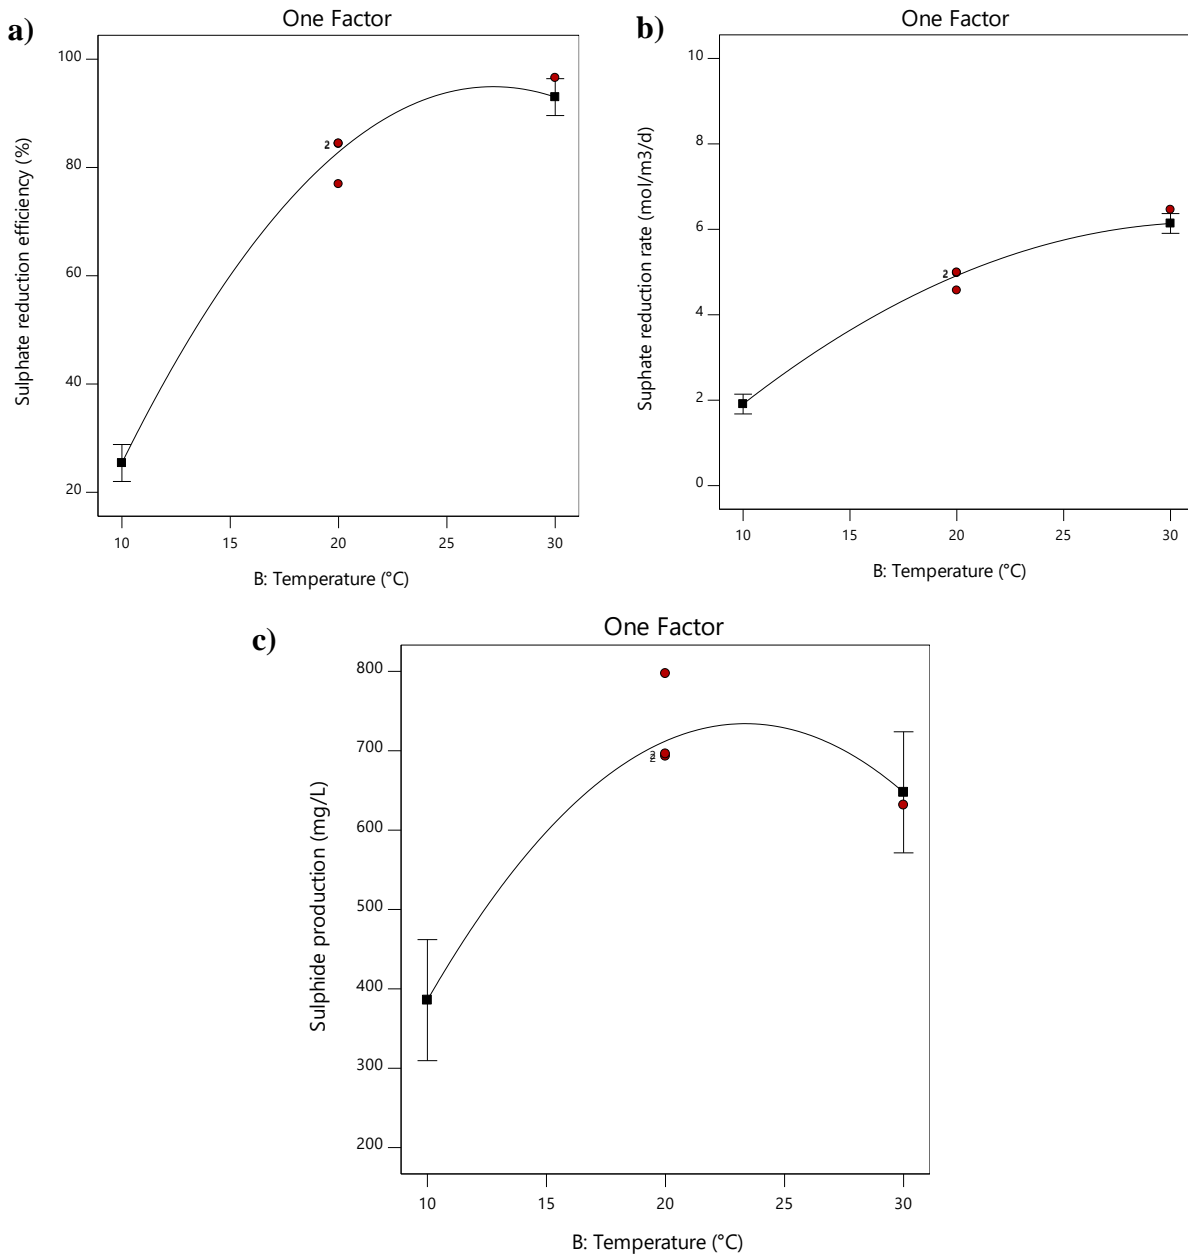 a)
One Factor
Sulphate reduction efficiency (%)
100
80
60
40
20
2
10 15 20 25 30
B: Temperature (°C)
b)
One Factor
Suphate reduction rate (mol/m3/d)
10
8
6
4
2
0
2
10 15 20 25 30
B: Temperature (°C)
c)
One Factor
Sulphide production (mg/L)
800
700
600
500
400
300
200
10 15 20 25 30
B: Temperature (°C)